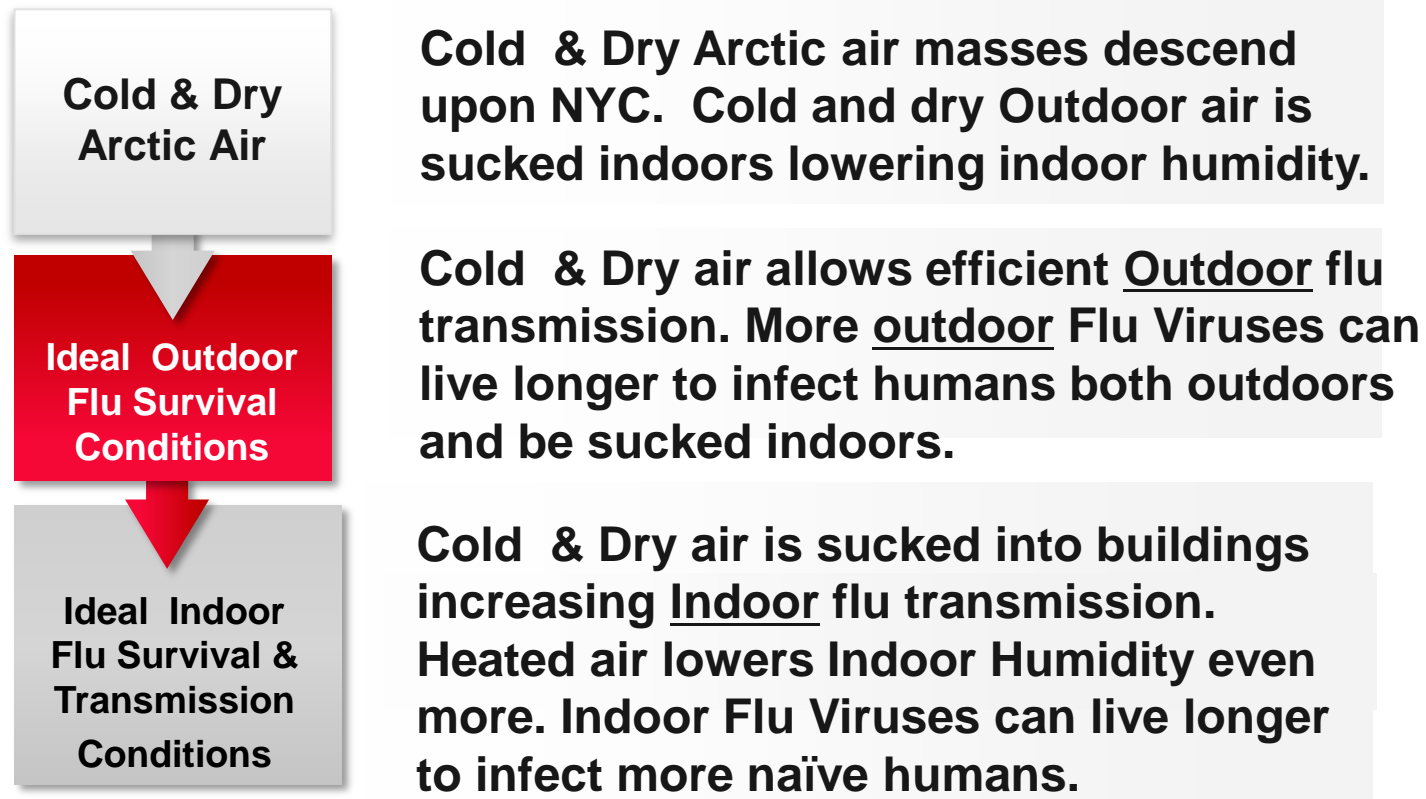 Cold & Dry
Arctic Air
Cold & Dry Arctic air masses descend
upon NYC. Cold and dry Outdoor air is
sucked indoors lowering indoor humidity.
Ideal Outdoor
Flu Survival
Conditions
Cold & Dry air allows efficient Outdoor flu
transmission. More outdoor Flu Viruses can
live longer to infect humans both outdoors
and be sucked indoors.
Ideal Indoor
Flu Survival &
Transmission
Conditions
Cold & Dry air is sucked into buildings
increasing Indoor flu transmission.
Heated air lowers Indoor Humidity even
more. Indoor Flu Viruses can live longer
to infect more naïve humans.